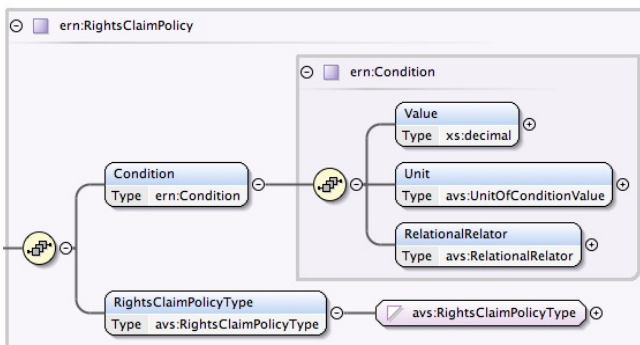 ern:RightsClaimPolicy
ern:Condition
Value
Type xs:decimal
Condition
Type ern:Condition
Unit
Type avs:UnitOfConditionValue
RelationalRelator
Type avs:RelationalRelator
RightsClaimPolicyType
Type avs:RightsClaimPolicyType
avs:RightsClaimPolicyType